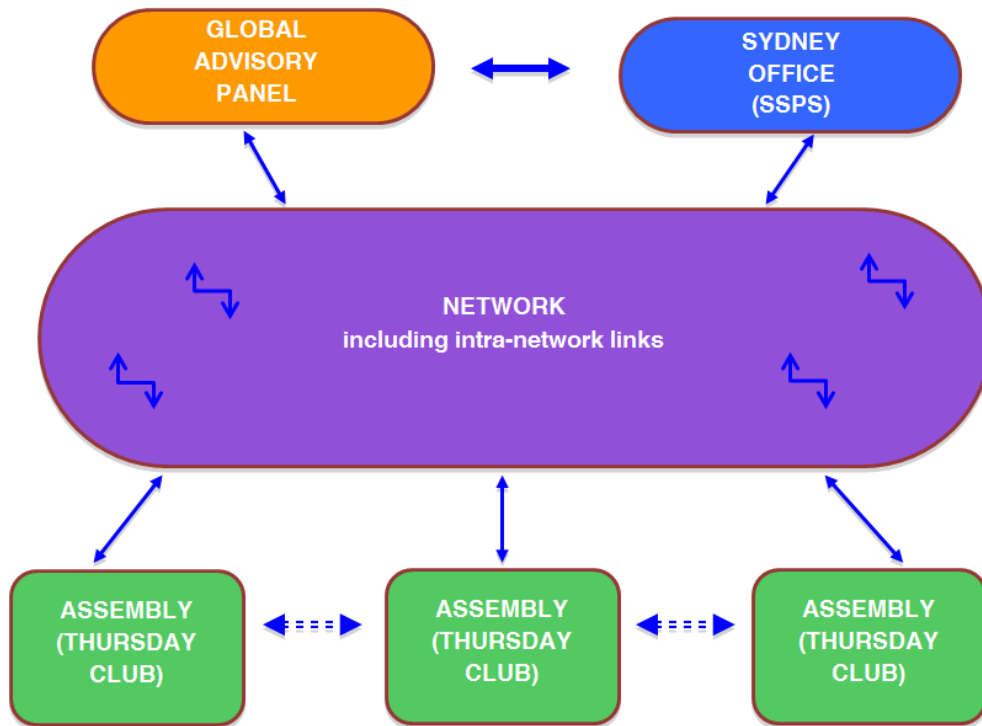 GLOBAL
ADVISORY
PANEL
SYDNEY
OFFICE
(SSPS)
NETWORK
including intra-network links
ASSEMBLY
(THURSDAY
CLUB)
ASSEMBLY
(THURSDAY
CLUB)
ASSEMBLY
(THURSDAY
CLUB)